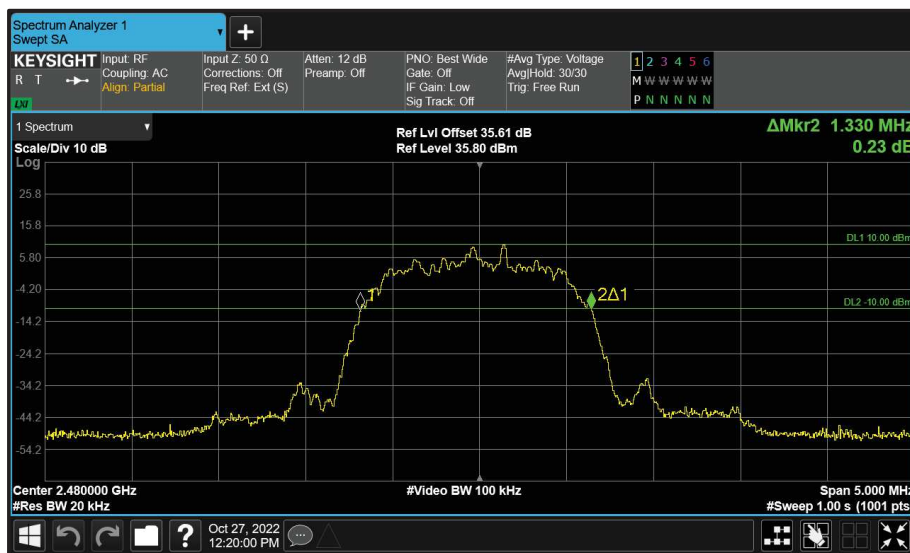 Spectrum Analyzer 1
Swept SA
KEYSIGHT
R T
LXI
Input: RF
Coupling: AC
Align: Partial
Input Z: 50 Ω
Corrections: Off
Freq Ref: Ext (S)
Atten: 12 dB
Preamp: Off
PNO: Best Wide
Gate: Off
IF Gain: Low
Sig Track: Off
#Avg Type: Voltage
Avg|Hold: 30/30
Trig: Free Run
1 2 3 4 5 6
M W W W W W
P N N N N N
1 Spectrum
Scale/Div 10 dB
Log
Ref Lvl Offset 35.61 dB
Ref Level 35.80 dBm
ΔMkr2 1.330 MHz
0.23 dB
25.8
15.8
DL1 10.00 dBm
5.80
-4.20
1
2Δ1
DL2 -10.00 dBm
-14.2
-24.2
-34.2
-44.2
-54.2
Center 2.480000 GHz
#Video BW 100 kHz
Span 5.000 MHz
#Res BW 20 kHz
#Sweep 1.00 s (1001 pts
?
Oct 27, 2022
12:20:00 PM